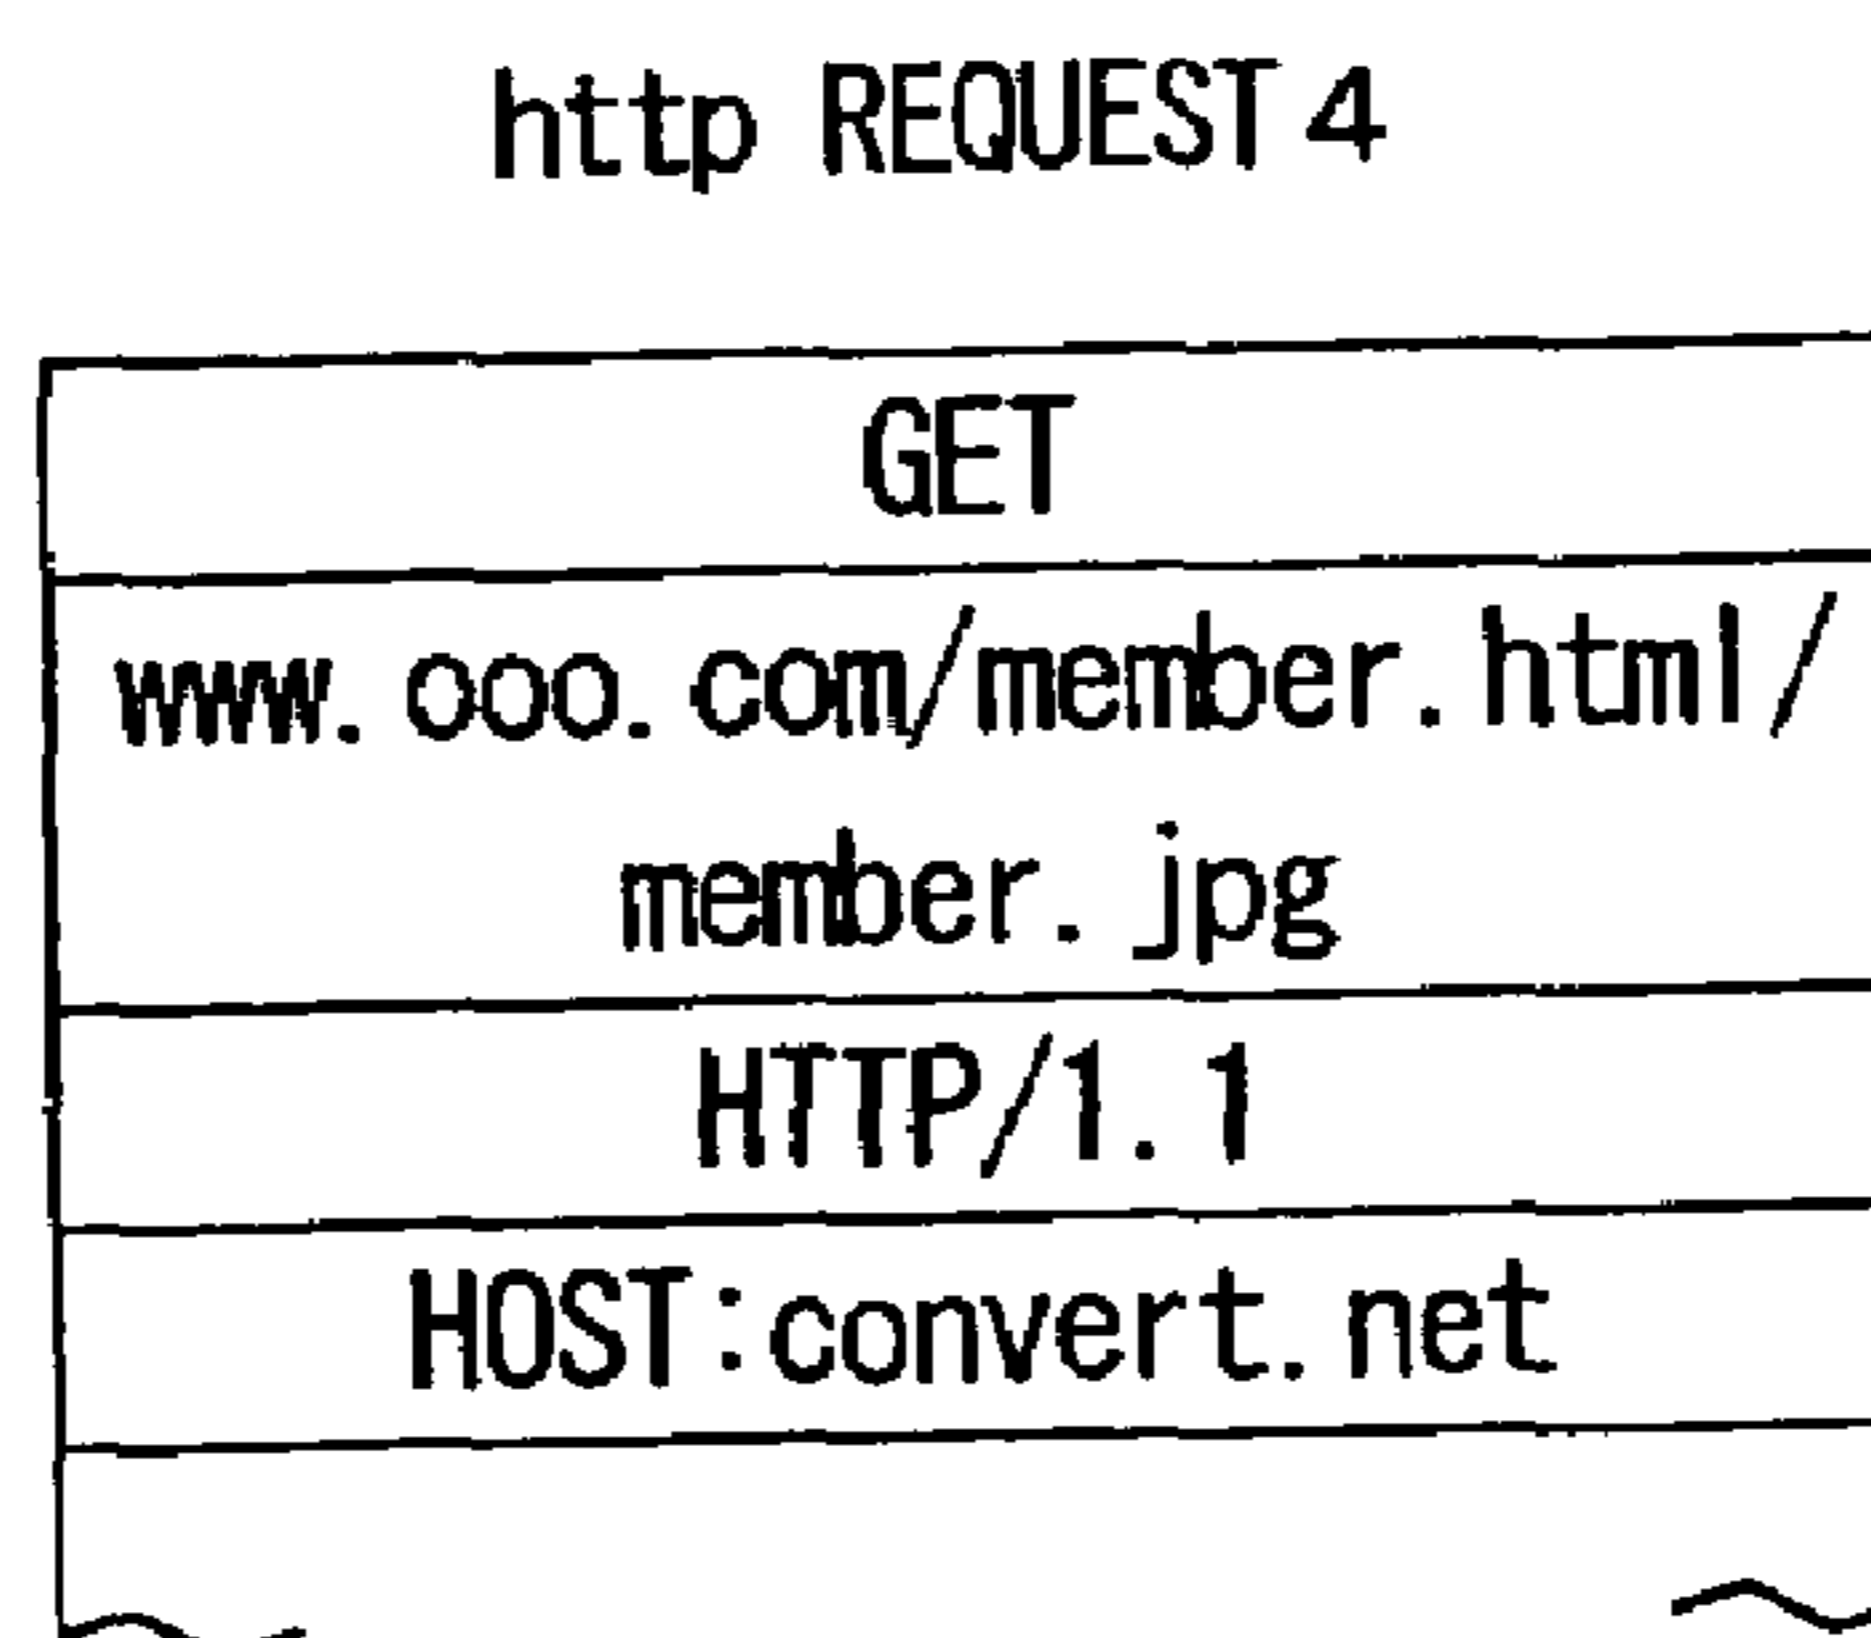 http REQUEST 4
GET
www.ooo.com/member.html/
member.jpg
HTTP/1.1
HOST:convert.net